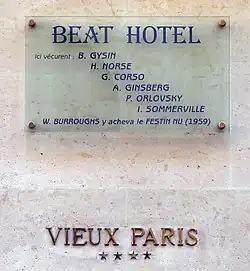 BEAT HOTEL
Ici vécurent : B. GYSIN
H. NORSE
G. CORSO
A. GINSBERG
P. ORLOVSKY
I. SOMMERVILLE
W. BURROUGHS y acheva le FESTIN NU (1959)
VIEUX PARIS
★★★★